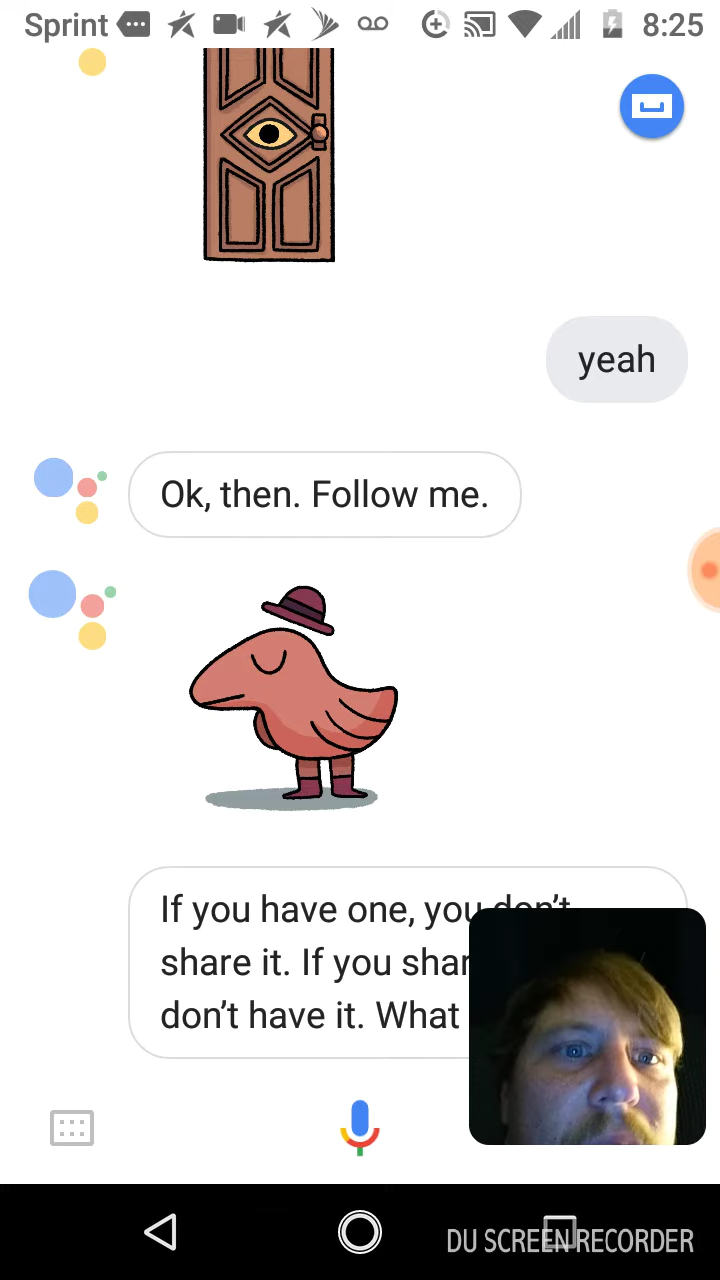 Sprint 8:25
yeah
Ok, then. Follow me.
If you have one, you don't
share it. If you shar
don't have it. What
DU SCREEN RECORDER